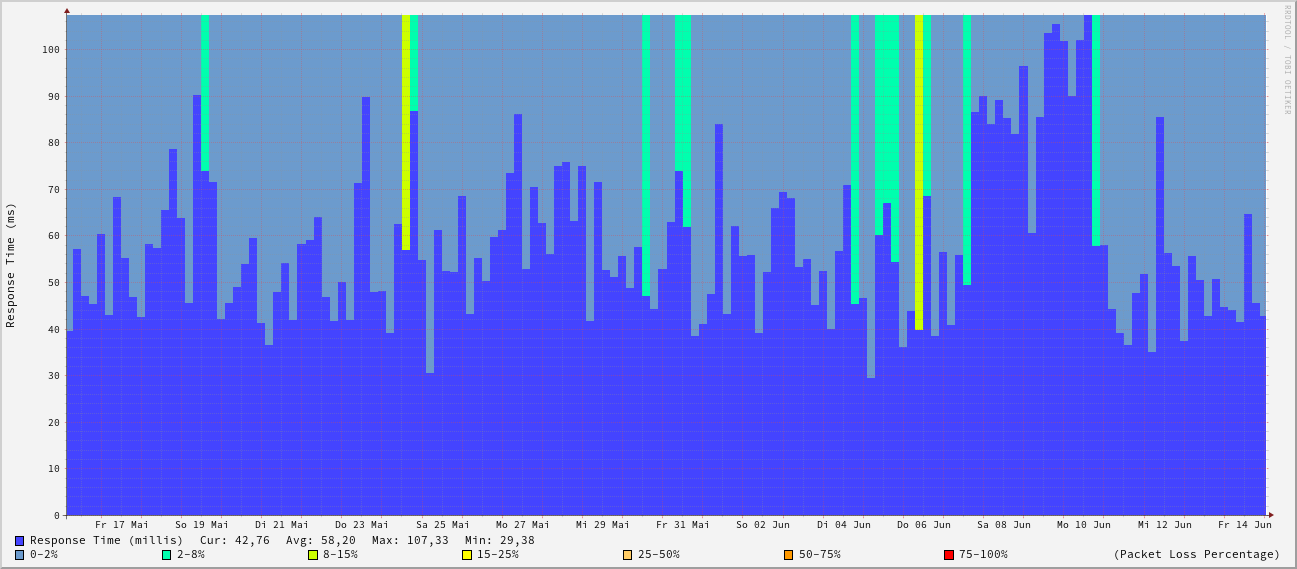 RRDTOOL / TOBI OETIKER
Response Time (ms)
100
90
80
70
60
50
40
30
20
10
0
Fr 17 Mai So 19 Mai Di 21 Mai Do 23 Mai Sa 25 Mai Mo 27 Mai Mi 29 Mai Fr 31 Mai So 02 Jun Di 04 Jun Do 06 Jun Sa 08 Jun Mo 10 Jun Mi 12 Jun Fr 14 Jun
Response Time (millis) Cur: 42,76 Avg: 58,20 Max: 107,33 Min: 29,38
0-2% 2-8% 8-15% 15-25% 25-50% 50-75% 75-100% (Packet Loss Percentage)